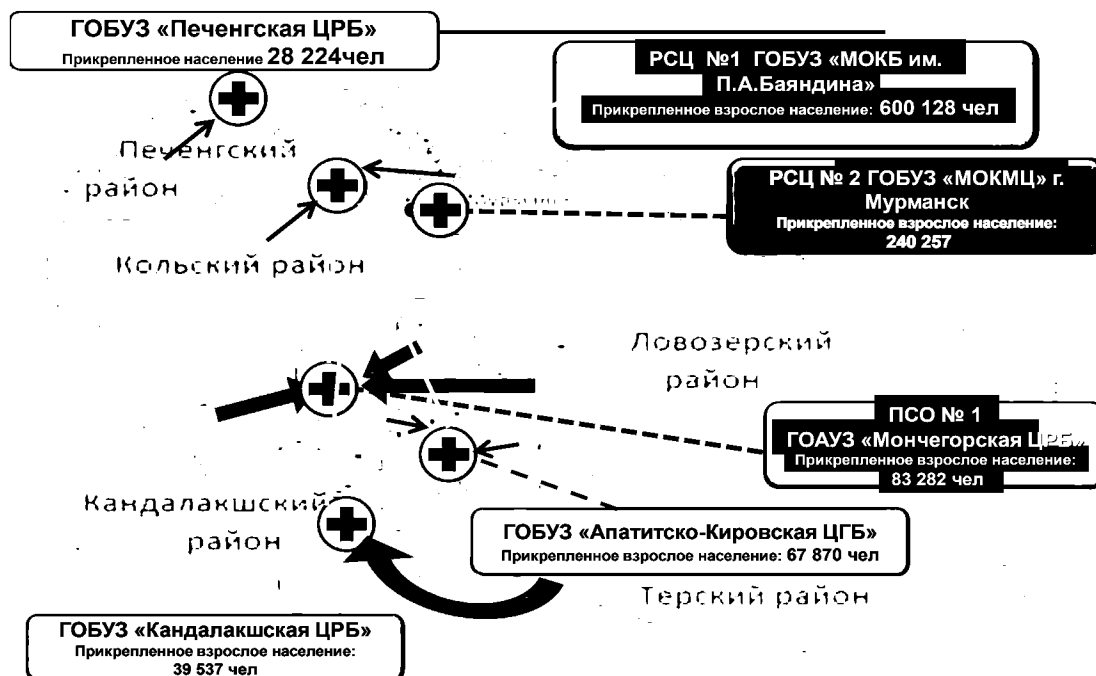 ГОБУЗ «Печенгская ЦРБ»
Прикрепленное население 28 224чел
РСЦ №1 ГОБУЗ «МОКБ им.
П.А.Баяндина»
Прикрепленное взрослое население: 600 128 чел
Печенгский
район
РСЦ № 2 ГОБУЗ «МОКМЦ» г.
Мурманск
Прикрепленное взрослое население:
240 257
Кольский район
Ловозерский
район
ПСО № 1
ГОАУЗ «Мончегорская ЦРБ»
Прикрепленное взрослое население:
83 282 чел
Кандалакшский
район
ГОБУЗ «Апатитско-Кировская ЦГБ»
Прикрепленное взрослое население: 67 870 чел
Терский район
ГОБУЗ «Кандалакшская ЦРБ»
Прикрепленное взрослое население:
39 537 чел